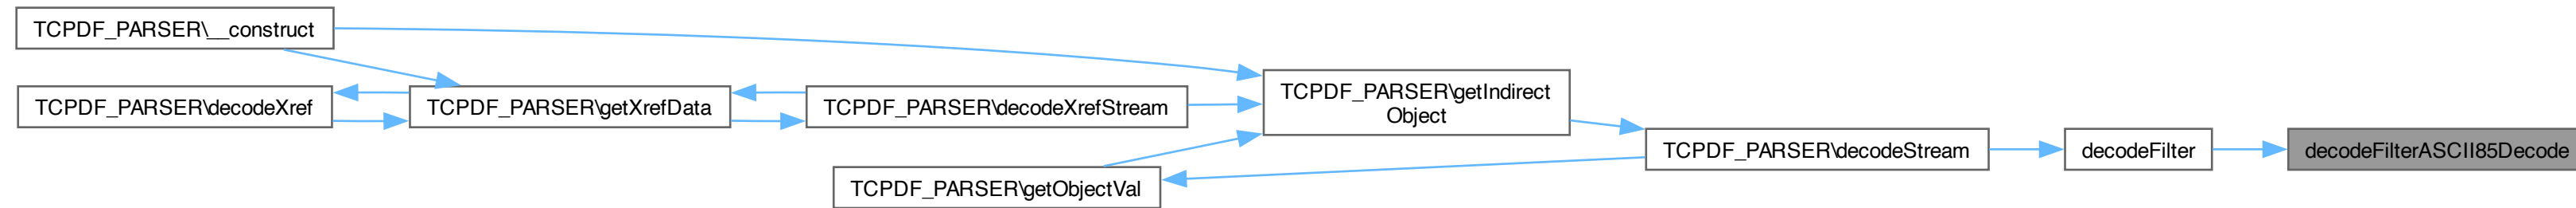 TCPDF_PARSER\__construct
TCPDF_PARSER\decodeXref
TCPDF_PARSER\getXrefData
TCPDF_PARSER\decodeXrefStream
TCPDF_PARSER\getIndirect
Object
TCPDF_PARSER\getObjectVal
TCPDF_PARSER\decodeStream
decodeFilter
decodeFilterASCII85Decode